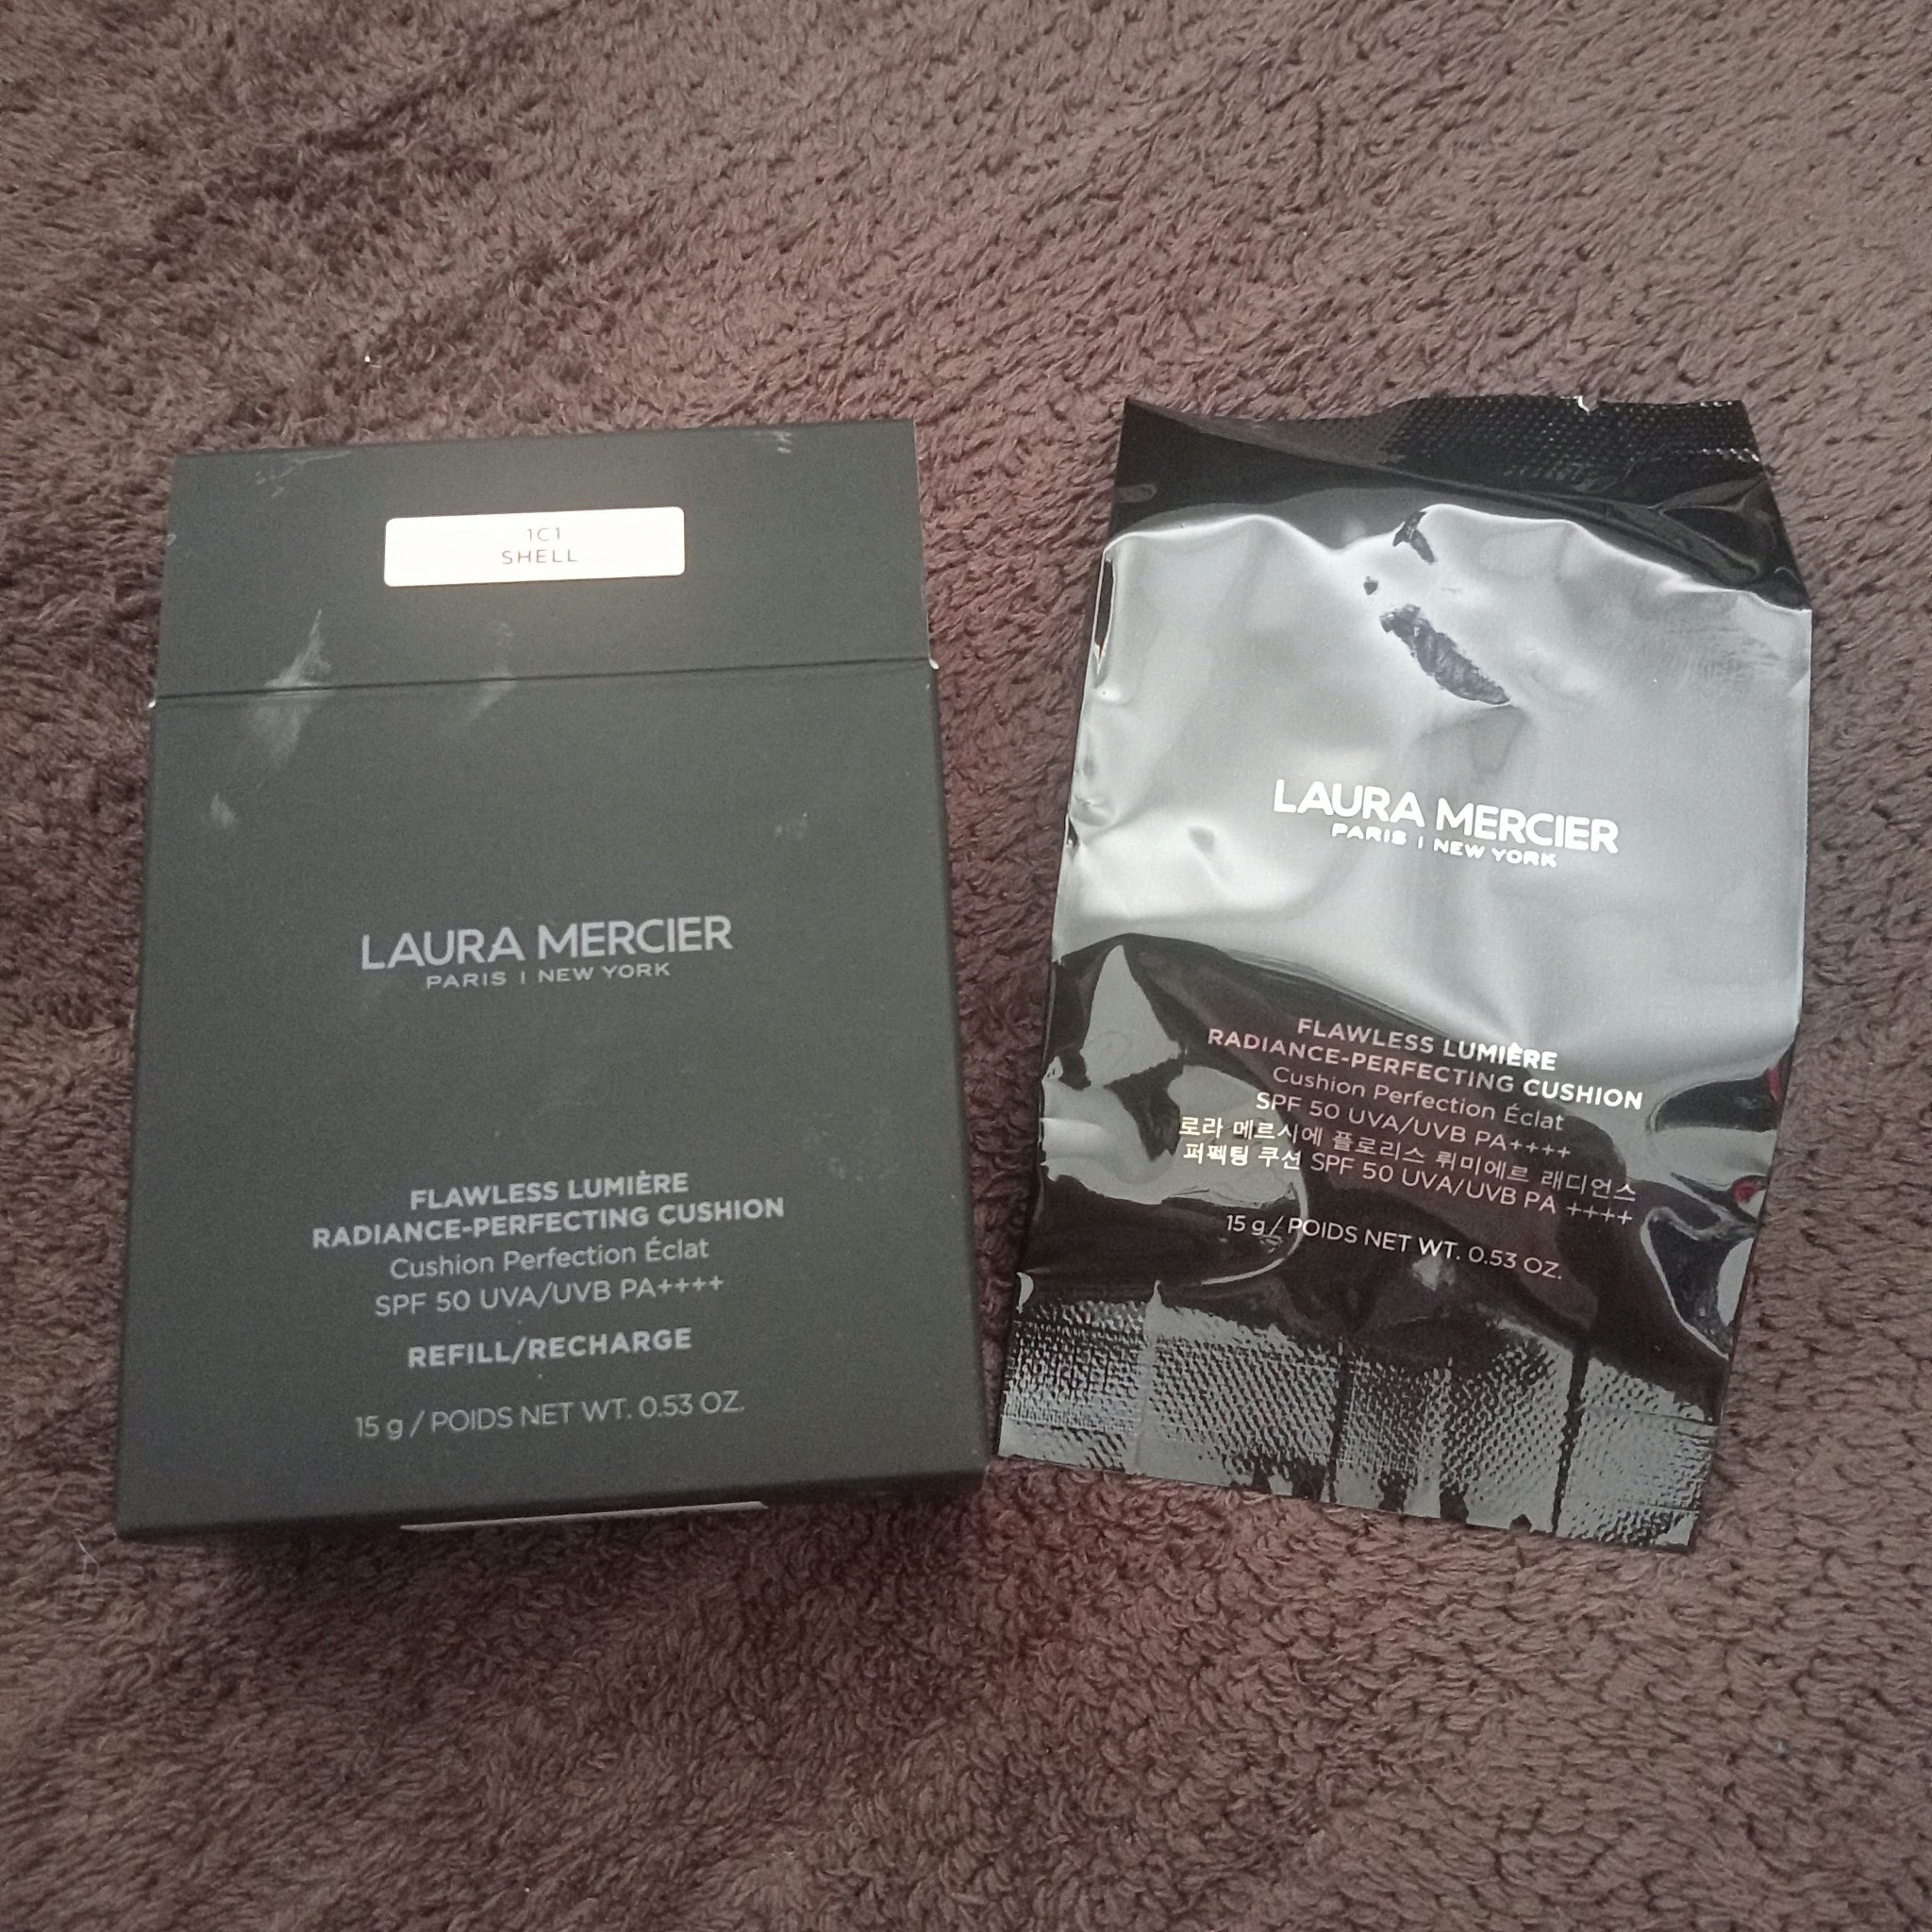 1C1
SHELL
LAURA MERCIER
PARIS | NEW YORK
FLAWLESS LUMIÈRE
RADIANCE-PERFECTING CUSHION
Cushion Perfection Éclat
SPF 50 UVA/UVB PA++++
REFILL/RECHARGE
15 g / POIDS NET WT. 0.53 OZ.
LAURA MERCIER
PARIS | NEW YORK
FLAWLESS LUMIÈRE
RADIANCE-PERFECTING CUSHION
Cushion Perfection Éclat
SPF 50 UVA/UVB PA++++
로라 메르시에 플로리스 뤼미에르 래디언스
퍼펙팅 쿠션 SPF 50 UVA/UVB PA ++++
15 g / POIDS NET WT. 0.53 OZ.